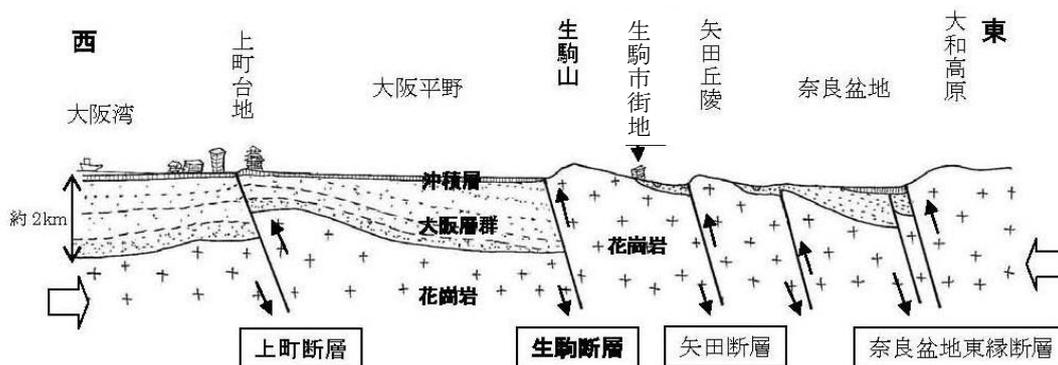 西
上町台地
生駒山
生駒市街地
矢田丘陵
大和高原
東
大阪湾
大阪平野
奈良盆地
沖積層
約2km
大阪層群
花崗岩
花崗岩
上町断層
生駒断層
矢田断層
奈良盆地東縁断層